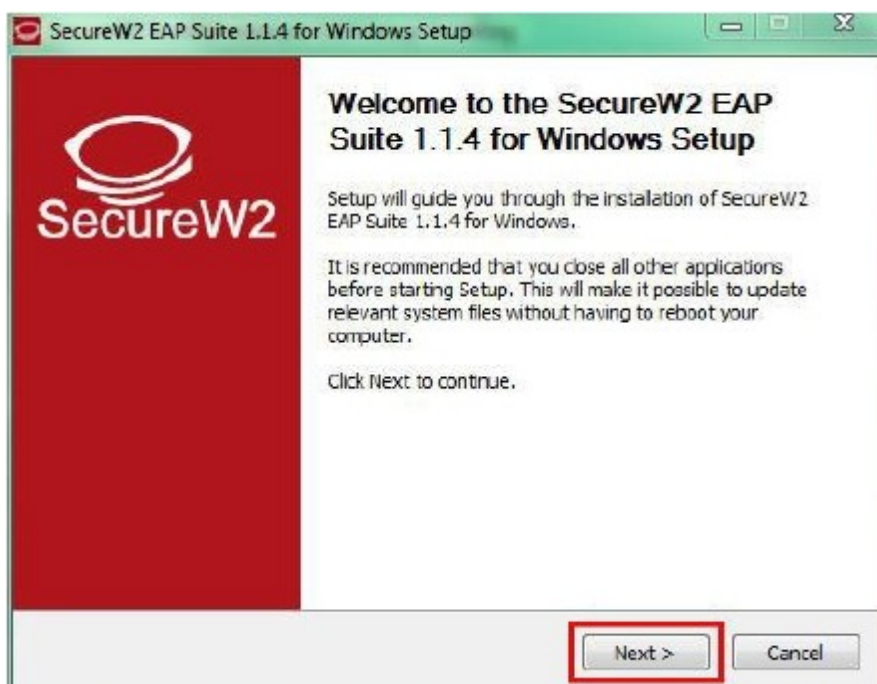 SecureW2 EAP Suite 1.1.4 for Windows Setup
SecureW2
Welcome to the SecureW2 EAP
Suite 1.1.4 for Windows Setup
Setup will guide you through the installation of SecureW2
EAP Suite 1.1.4 for Windows.
It is recommended that you close all other applications
before starting Setup. This will make it possible to update
relevant system files without having to reboot your
computer.
Click Next to continue.
Next >
Cancel